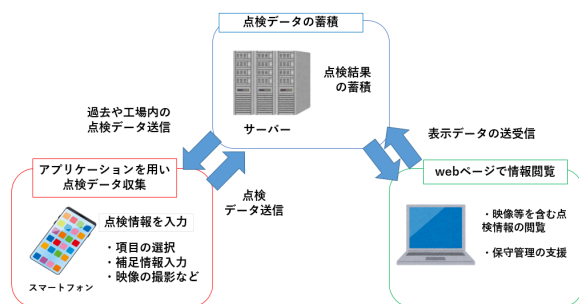 点検データの蓄積
点検結果
の蓄積
サーバー
過去や工場内の
点検データ送信
表示データの送受信
アプリケーションを用い
点検データ収集
点検
データ送信
webページで情報閲覧
点検情報を入力
・項目の選択
・補足情報入力
・映像の撮影など
スマートフォン
・映像等を含む点
検情報の閲覧
・保守管理の支援